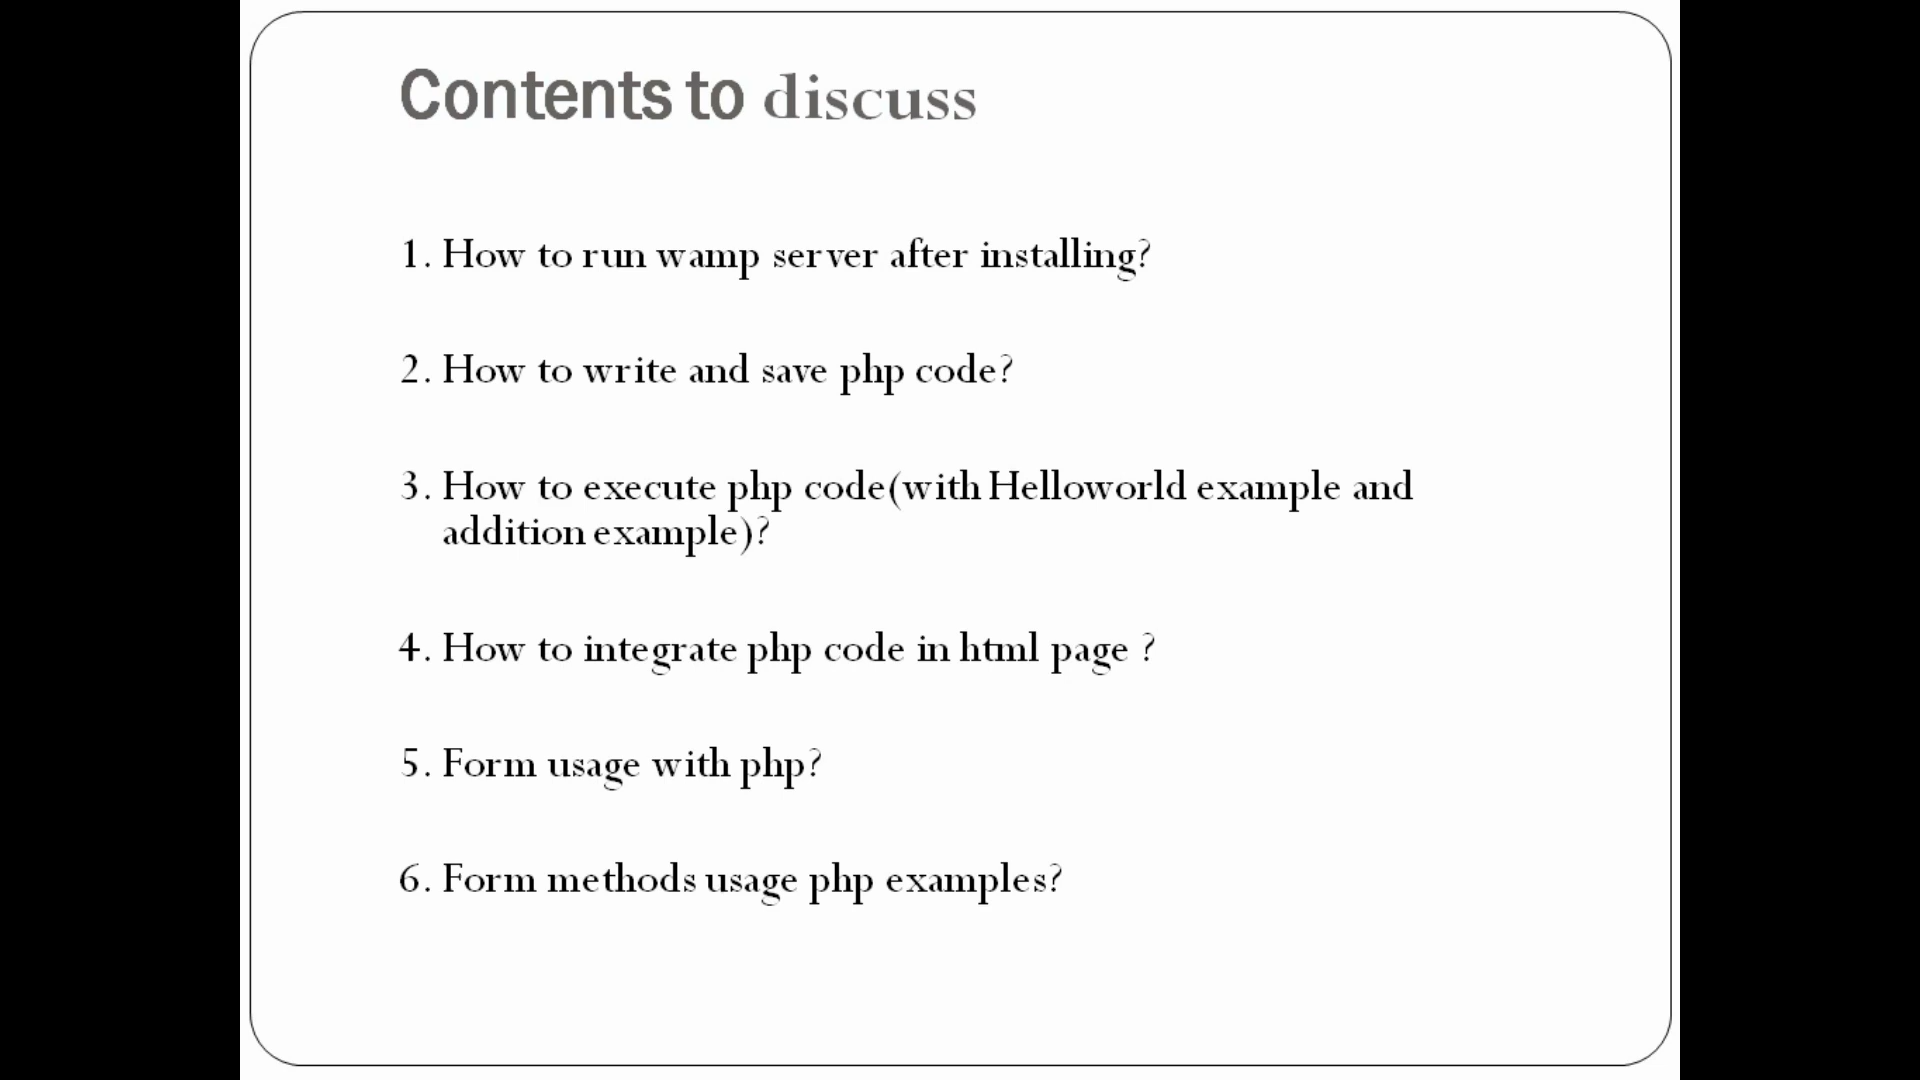 Contents to discuss
1. How to run wamp server after installing?
2. How to write and save php code?
3. How to execute php code(with Helloworld example and
addition example)?
4. How to integrate php code in html page ?
5. Form usage with php?
6. Form methods usage php examples?